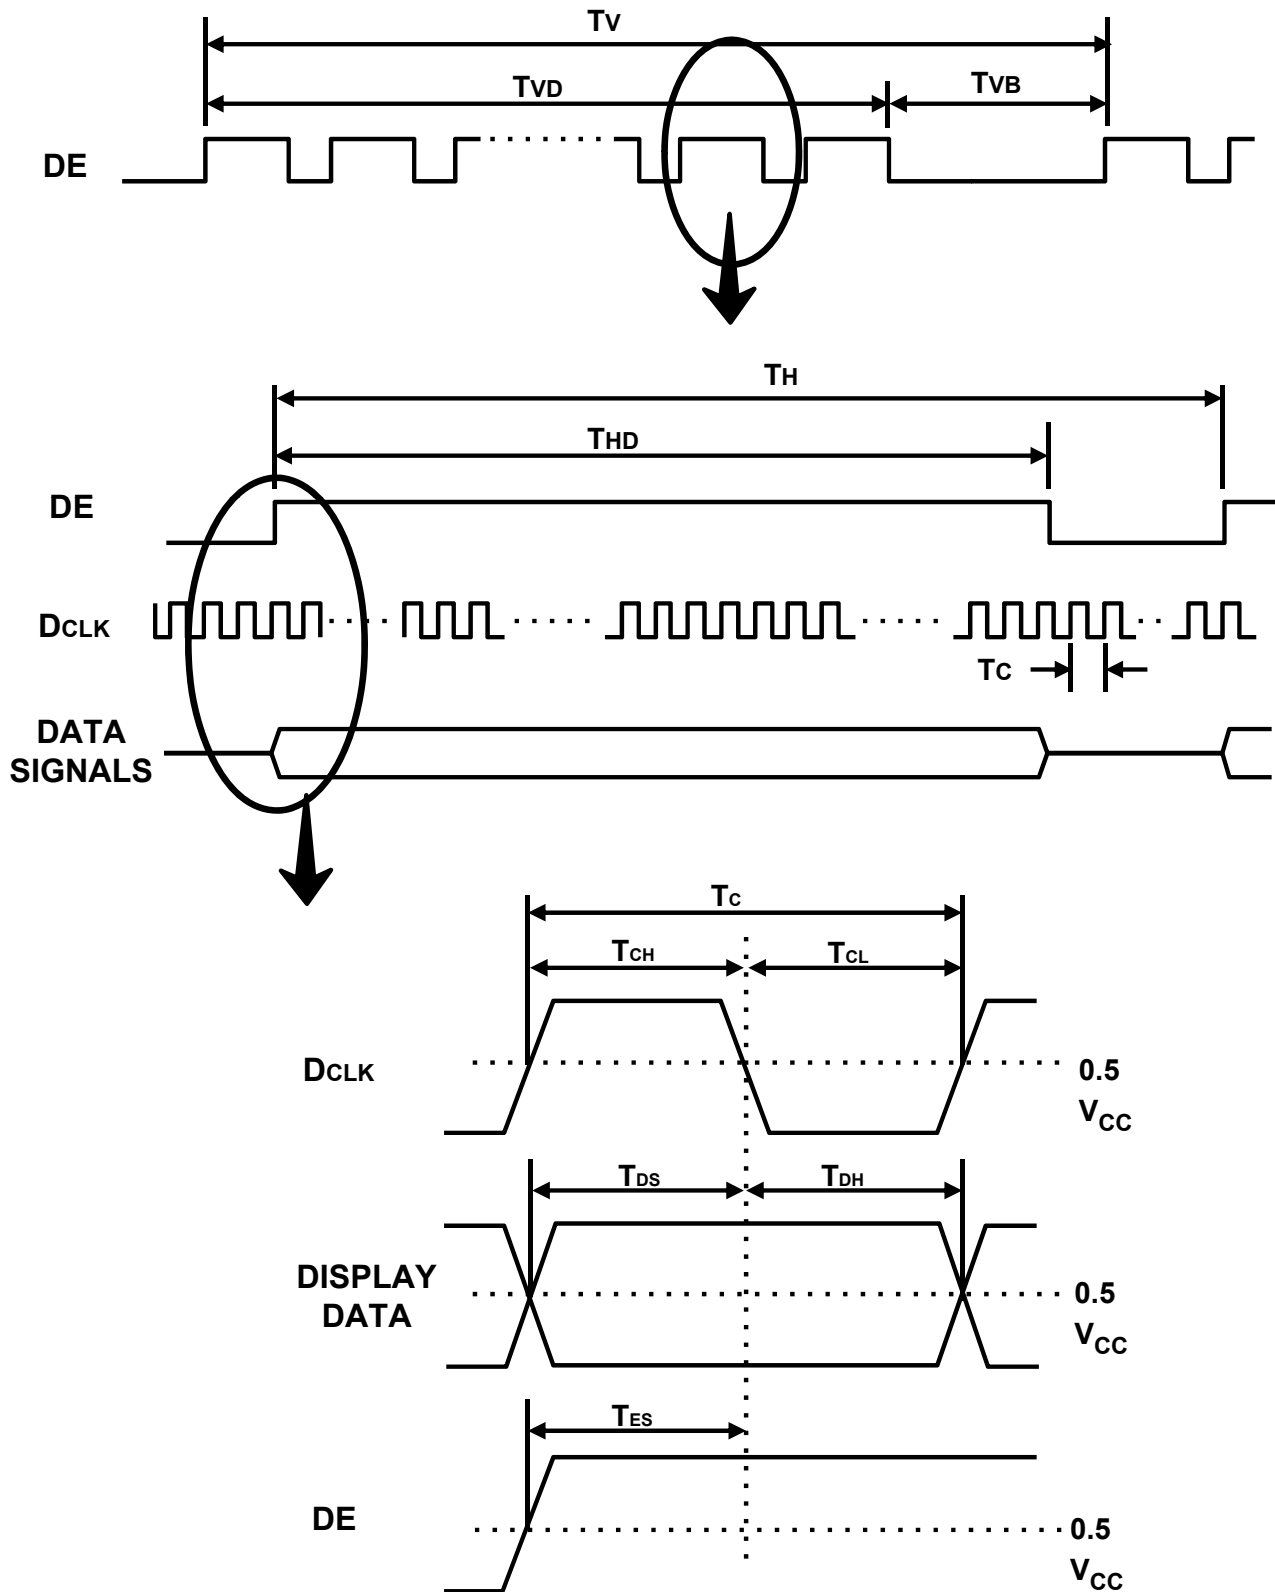 TV
TVD
TVB
DE
TH
THD
DE
DCLK
TC
DATA
SIGNALS
TC
TCH
TCL
DCLK
0.5
VCC
TDS
TDH
DISPLAY
DATA
0.5
VCC
TES
DE
0.5
VCC